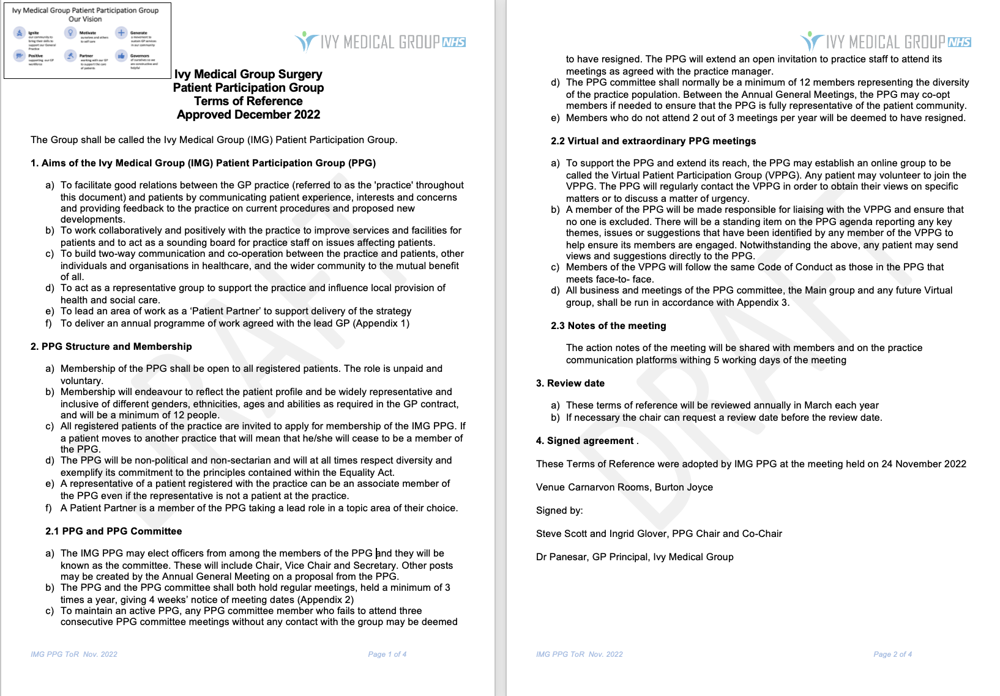 Ivy Medical Group Patient Participation Group
Our Vision
Ignite
our community to
bring their skills to
support our General
Practice
Motivate
ourselves and others
to self care
Generate
a movement to
sustain GP services
in our community
Positive
supporting our GP
workforce
Partner
working with our GP
to support the care
of patients
Governors
of ourselves so we
are constructive and
helpful
IVY MEDICAL GROUP NHS
Ivy Medical Group Surgery
Patient Participation Group
Terms of Reference
Approved December 2022
The Group shall be called the Ivy Medical Group (IMG) Patient Participation Group.
1. Aims of the Ivy Medical Group (IMG) Patient Participation Group (PPG)
a) To facilitate good relations between the GP practice (referred to as the 'practice' throughout
this document) and patients by communicating patient experience, interests and concerns
and providing feedback to the practice on current procedures and proposed new
developments.
b) To work collaboratively and positively with the practice to improve services and facilities for
patients and to act as a sounding board for practice staff on issues affecting patients.
c) To build two-way communication and co-operation between the practice and patients, other
individuals and organisations in healthcare, and the wider community to the mutual benefit
of all.
d) To act as a representative group to support the practice and influence local provision of
health and social care.
e) To lead an area of work as a ‘Patient Partner’ to support delivery of the strategy
f) To deliver an annual programme of work agreed with the lead GP (Appendix 1)
2. PPG Structure and Membership
a) Membership of the PPG shall be open to all registered patients. The role is unpaid and
voluntary.
b) Membership will endeavour to reflect the patient profile and be widely representative and
inclusive of different genders, ethnicities, ages and abilities as required in the GP contract,
and will be a minimum of 12 people.
c) All registered patients of the practice are invited to apply for membership of the IMG PPG. If
a patient moves to another practice that will mean that he/she will cease to be a member of
the PPG.
d) The PPG will be non-political and non-sectarian and will at all times respect diversity and
exemplify its commitment to the principles contained within the Equality Act.
e) A representative of a patient registered with the practice can be an associate member of
the PPG even if the representative is not a patient at the practice.
f) A Patient Partner is a member of the PPG taking a lead role in a topic area of their choice.
2.1 PPG and PPG Committee
a) The IMG PPG may elect officers from among the members of the PPG and they will be
known as the committee. These will include Chair, Vice Chair and Secretary. Other posts
may be created by the Annual General Meeting on a proposal from the PPG.
b) The PPG and the PPG committee shall both hold regular meetings, held a minimum of 3
times a year, giving 4 weeks’ notice of meeting dates (Appendix 2)
c) To maintain an active PPG, any PPG committee member who fails to attend three
consecutive PPG committee meetings without any contact with the group may be deemed
IMG PPG ToR Nov. 2022
Page 1 of 4
DRAFT
IVY MEDICAL GROUP NHS
to have resigned. The PPG will extend an open invitation to practice staff to attend its
meetings as agreed with the practice manager.
d) The PPG committee shall normally be a minimum of 12 members representing the diversity
of the practice population. Between the Annual General Meetings, the PPG may co-opt
members if needed to ensure that the PPG is fully representative of the patient community.
e) Members who do not attend 2 out of 3 meetings per year will be deemed to have resigned.
2.2 Virtual and extraordinary PPG meetings
a) To support the PPG and extend its reach, the PPG may establish an online group to be
called the Virtual Patient Participation Group (VPPG). Any patient may volunteer to join the
VPPG. The PPG will regularly contact the VPPG in order to obtain their views on specific
matters or to discuss a matter of urgency.
b) A member of the PPG will be made responsible for liaising with the VPPG and ensure that
no one is excluded. There will be a standing item on the PPG agenda reporting any key
themes, issues or suggestions that have been identified by any member of the VPPG to
help ensure its members are engaged. Notwithstanding the above, any patient may send
views and suggestions directly to the PPG.
c) Members of the VPPG will follow the same Code of Conduct as those in the PPG that
meets face-to- face.
d) All business and meetings of the PPG committee, the Main group and any future Virtual
group, shall be run in accordance with Appendix 3.
2.3 Notes of the meeting
The action notes of the meeting will be shared with members and on the practice
communication platforms withing 5 working days of the meeting
3. Review date
a) These terms of reference will be reviewed annually in March each year
b) If necessary the chair can request a review date before the review date.
4. Signed agreement .
These Terms of Reference were adopted by IMG PPG at the meeting held on 24 November 2022
Venue Carnarvon Rooms, Burton Joyce
Signed by:
Steve Scott and Ingrid Glover, PPG Chair and Co-Chair
Dr Panesar, GP Principal, Ivy Medical Group
IMG PPG ToR Nov. 2022
Page 2 of 4
DRAFT